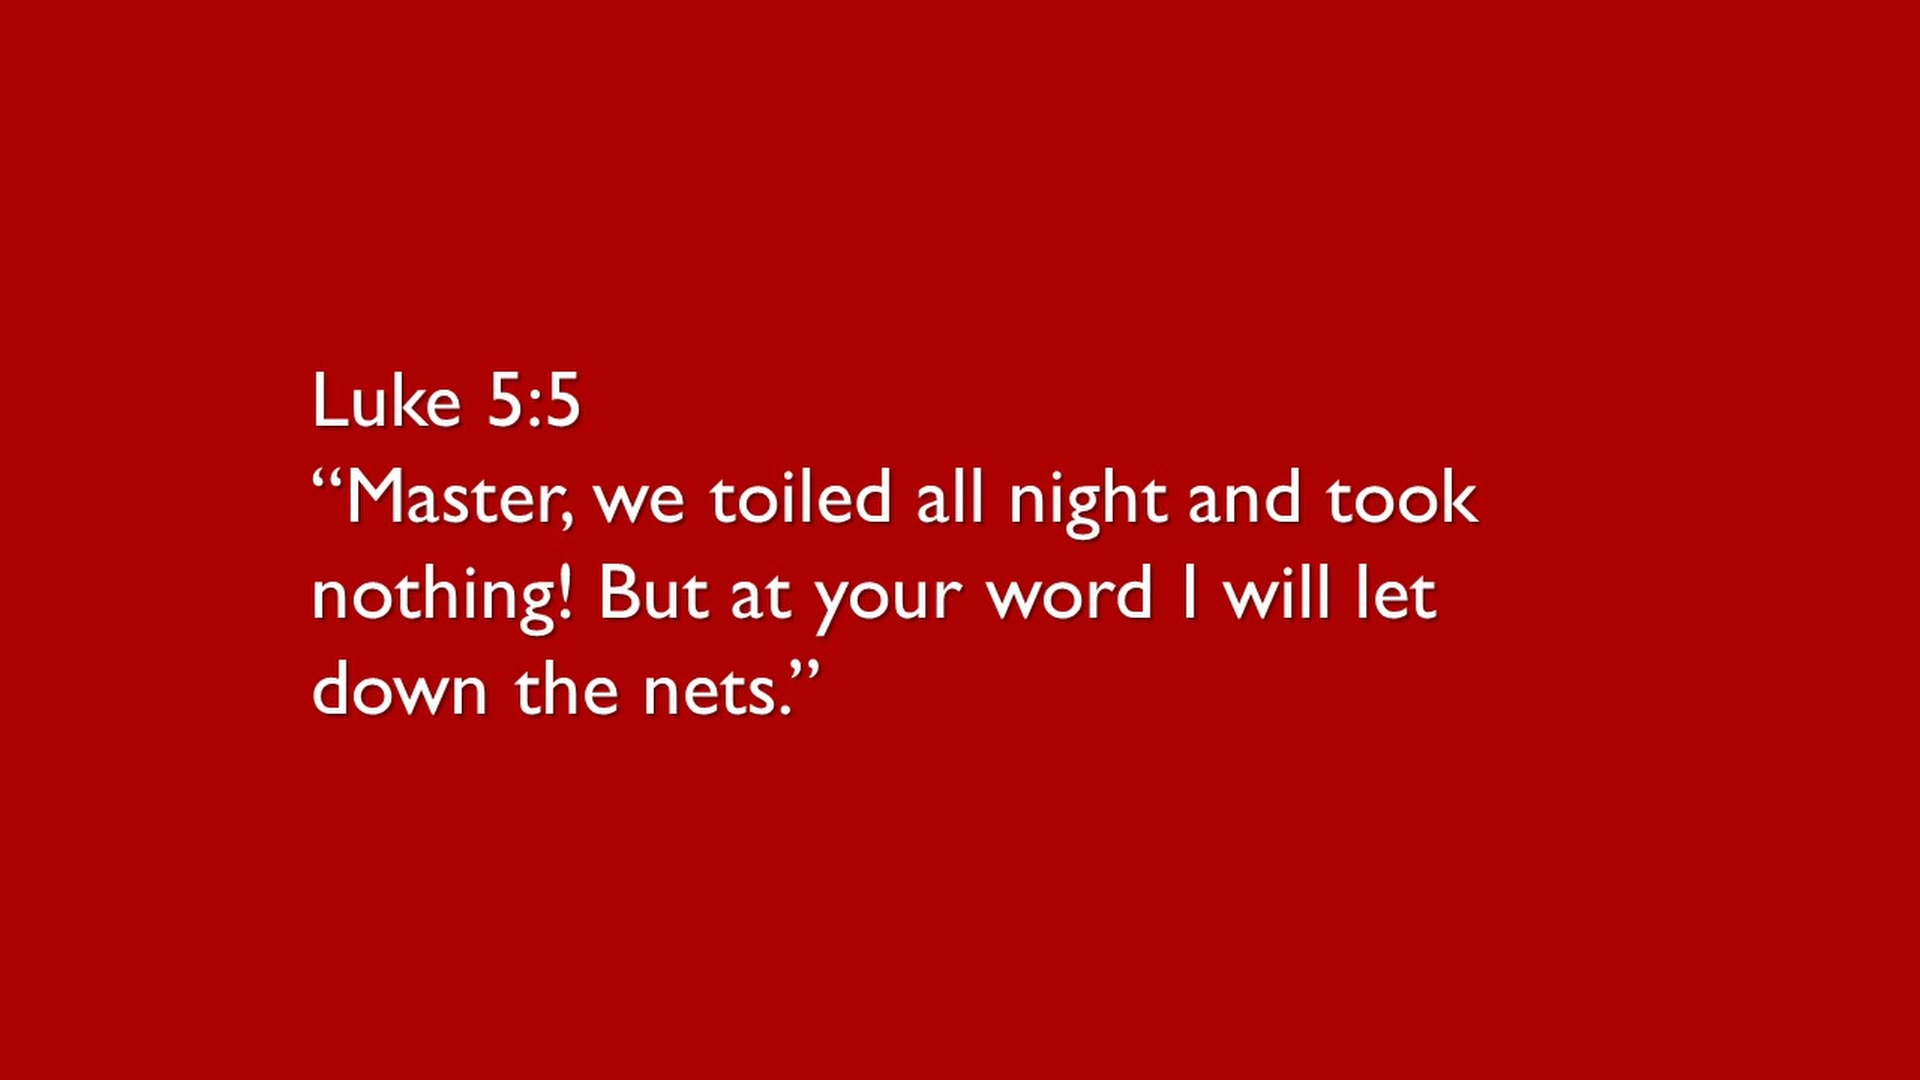 Luke 5:5
“Master, we toiled all night and took
nothing! But at your word I will let
down the nets.”